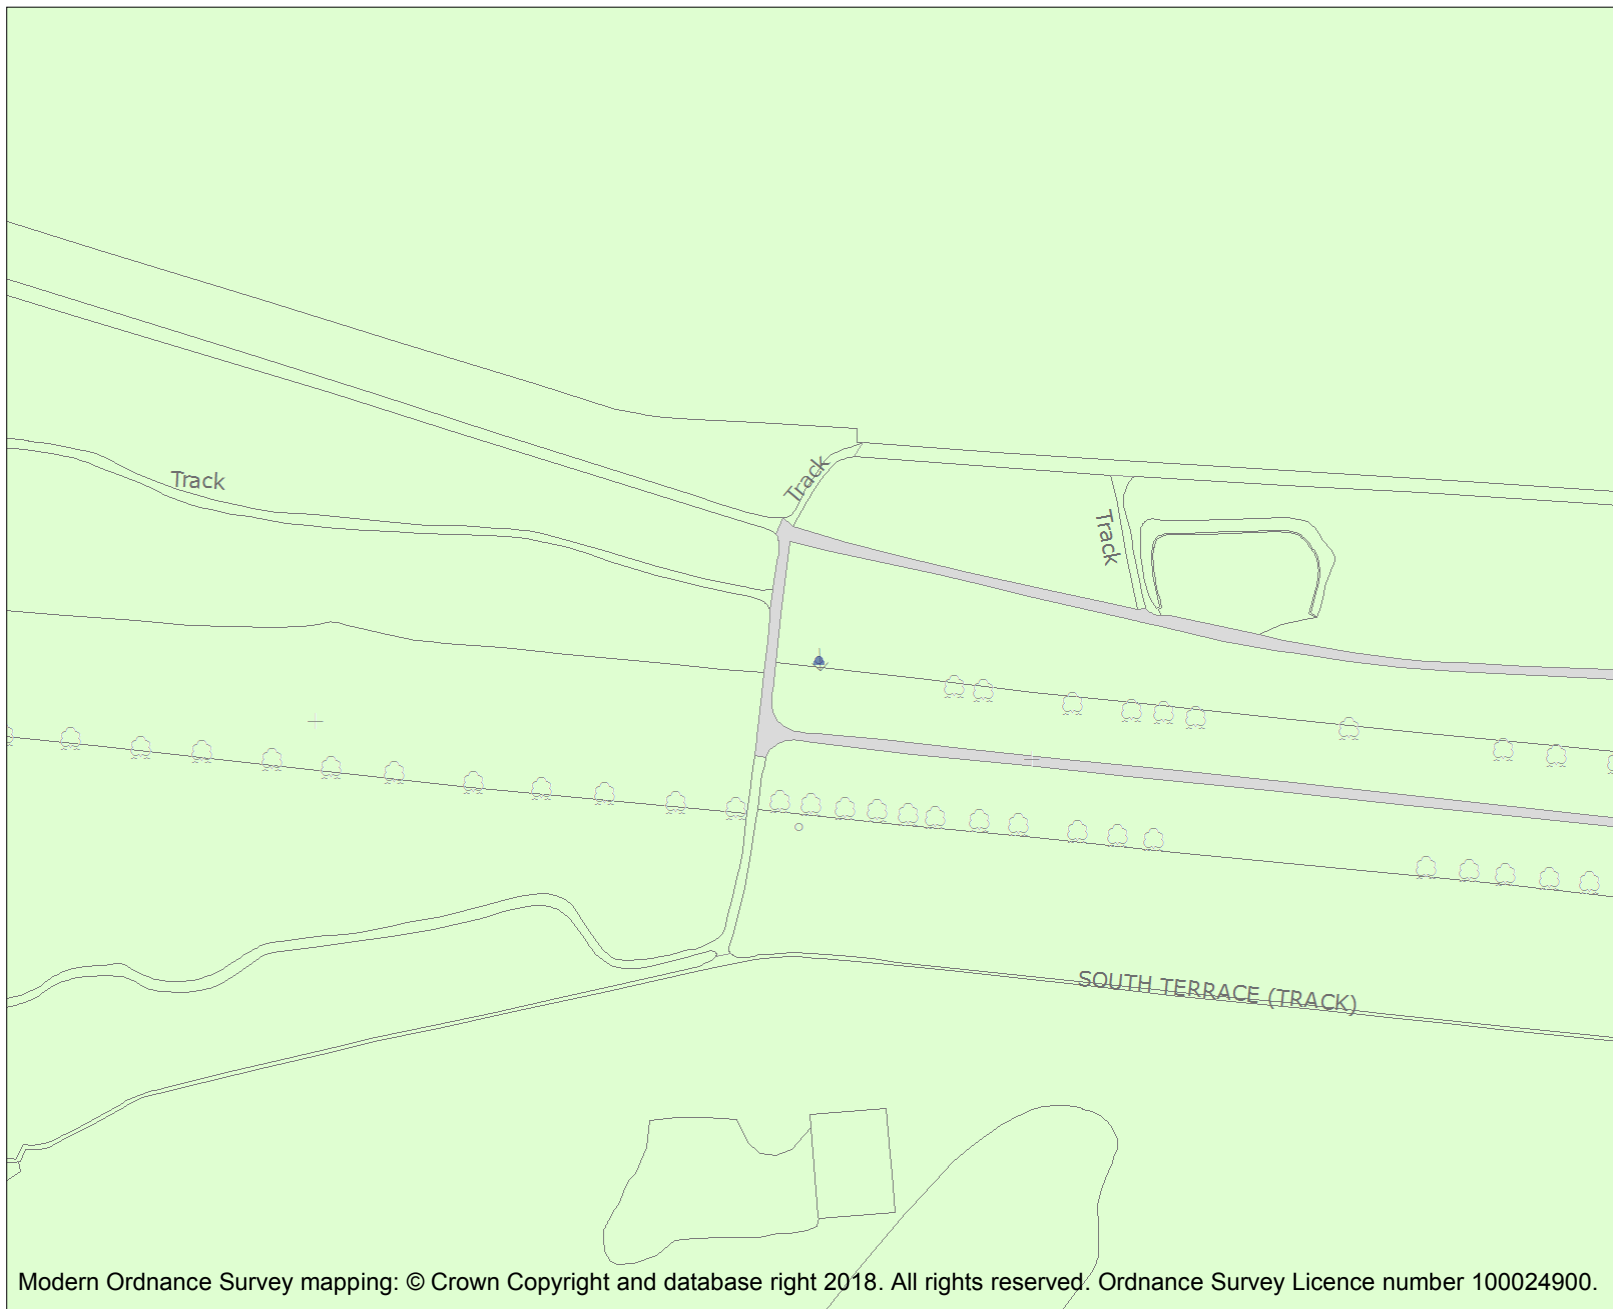 Track
Track
Track
SOUTH TERRACE (TRACK)
Modern Ordnance Survey mapping: © Crown Copyright and database right 2018. All rights reserved. Ordnance Survey Licence number 100024900.